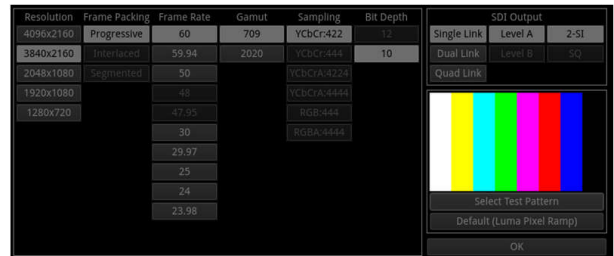 Resolution Frame Packing Frame Rate Gamut Sampling Bit Depth SDI Output
4096x2160 Progressive 60 709 YCbCr:422 12 Single Link Level A 2-SI
3840x2160 Interlaced 59.94 2020 YCbCr:444 10 Dual Link Level B SQ
2048x1080 Segmented 50 YCbCrA:4224 Quad Link
1920x1080 48 YCbCrA:4444
1280x720 47.95 RGB:444
30 RGBA:4444
29.97
25
24
23.98
Select Test Pattern
Default (Luma Pixel Ramp)
OK